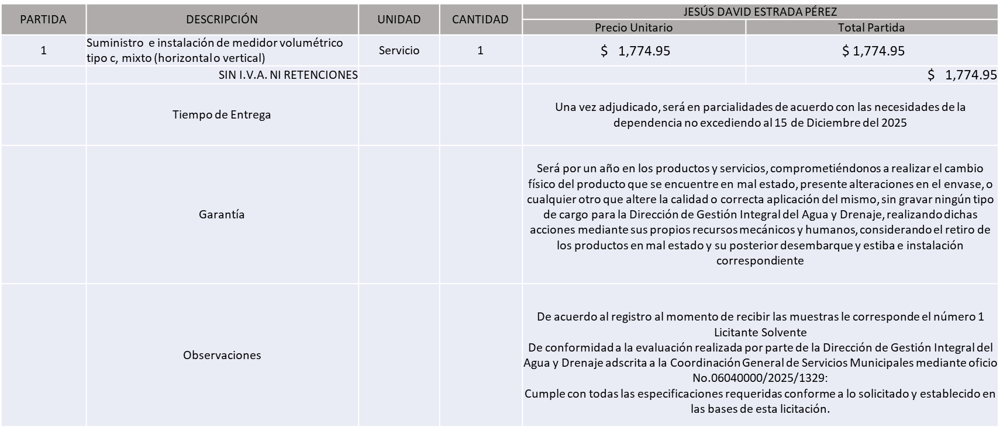 PARTIDA DESCRIPCIÓN UNIDAD CANTIDAD JESÚS DAVID ESTRADA PÉREZ
Precio Unitario Total Partida
1 Suministro e instalación de medidor volumétrico
tipo c, mixto (horizontal o vertical) Servicio 1 $ 1,774.95 $ 1,774.95
SIN I.V.A. NI RETENCIONES $ 1,774.95
Tiempo de Entrega
Una vez adjudicado, será en parcialidades de acuerdo con las necesidades de la
dependencia no excediendo al 15 de Diciembre del 2025
Garantía
Será por un año en los productos y servicios, comprometiéndonos a realizar el cambio
físico del producto que se encuentre en mal estado, presente alteraciones en el envase, o
cualquier otro que altere la calidad o correcta aplicación del mismo, sin gravar ningún tipo
de cargo para la Dirección de Gestión Integral del Agua y Drenaje, realizando dichas
acciones mediante sus propios recursos mecánicos y humanos, considerando el retiro de
los productos en mal estado y su posterior desembarque y estiba e instalación
correspondiente
Observaciones
De acuerdo al registro al momento de recibir las muestras le corresponde el número 1
Licitante Solvente
De conformidad a la evaluación realizada por parte de la Dirección de Gestión Integral del
Agua y Drenaje adscrita a la Coordinación General de Servicios Municipales mediante oficio
No.06040000/2025/1329:
Cumple con todas las especificaciones requeridas conforme a lo solicitado y establecido en
las bases de esta licitación.